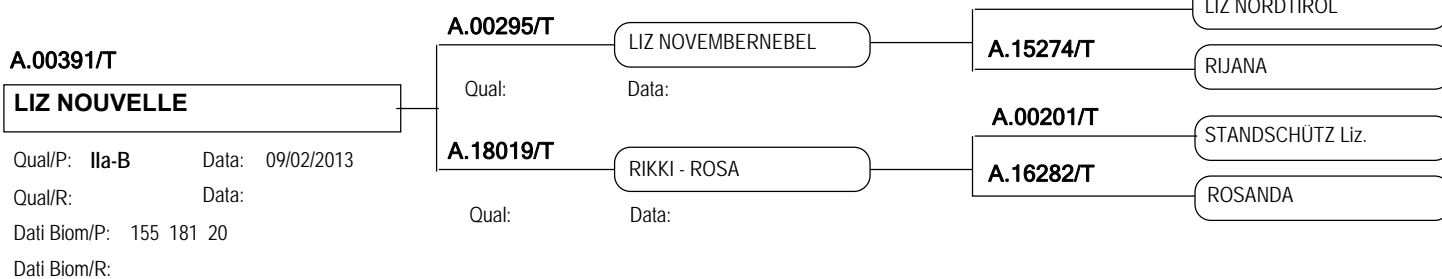 LIZ NORDTIROL
A.00295/T
LIZ NOVEMBERNEBEL
A.15274/T
A.00391/T
RIJANA
Qual: Data:
LIZ NOUVELLE
A.00201/T
STANDSCHÜTZ Liz.
A.18019/T
Qual/P: IIa-B Data: 09/02/2013
RIKKI - ROSA
A.16282/T
ROSANDA
Qual/R: Data:
Qual: Data:
Dati Biom/P: 155 181 20
Dati Biom/R: